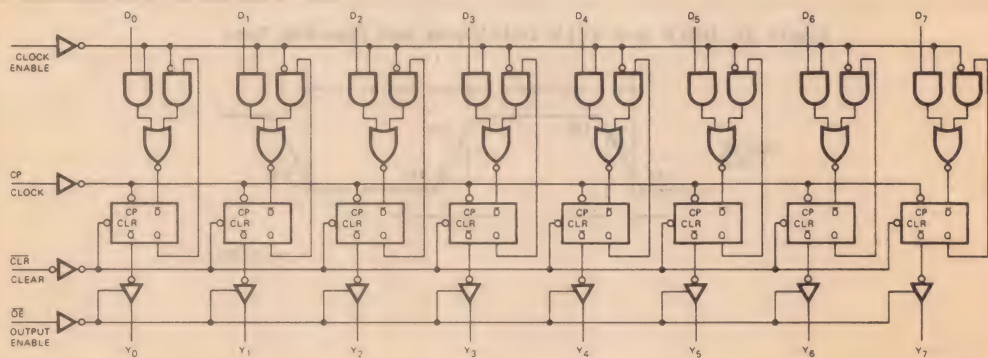 D0 D1 D2 D3 D4 D5 D6 D7
CLOCK
ENABLE
CP
CLOCK
CP D̅ CP D̅ CP D̅ CP D̅ CP D̅ CP D̅ CP D̅ CP D̅
CLR CLR CLR CLR CLR CLR CLR CLR
Q̅ Q Q̅ Q Q̅ Q Q̅ Q Q̅ Q Q̅ Q Q̅ Q Q̅ Q
C̅L̅R̅
CLEAR
O̅E̅
OUTPUT
ENABLE
Y0 Y1 Y2 Y3 Y4 Y5 Y6 Y7